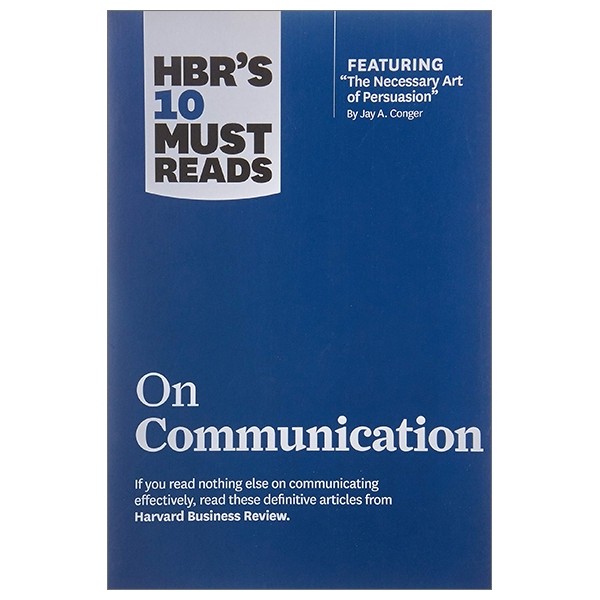 HBR'S
10
MUST
READS
FEATURING
“The Necessary Art
of Persuasion”
By Jay A. Conger
On
Communication
If you read nothing else on communicating
effectively, read these definitive articles from
Harvard Business Review.